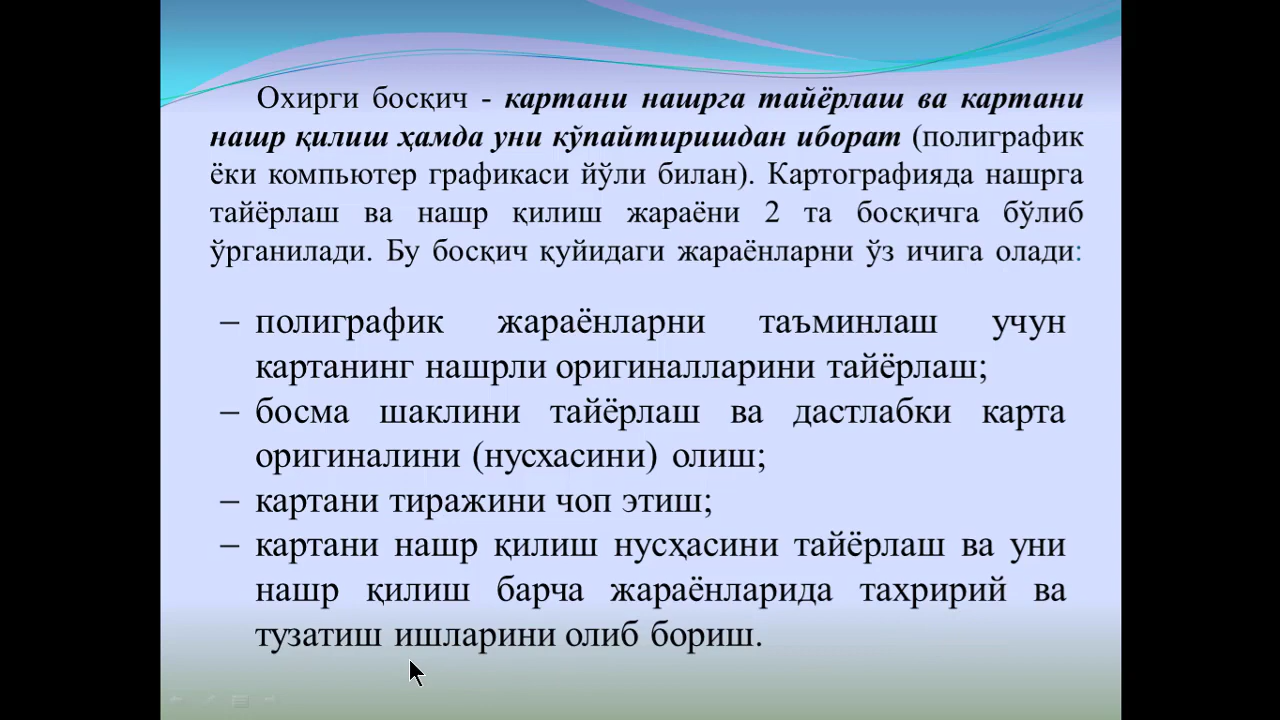 Охирги босқич - картани нашрга тайёрлаш ва картани
нашр қилиш ҳамда уни кўпайтиришдан иборат (полиграфик
ёки компьютер графикаси йўли билан). Картографияда нашрга
тайёрлаш ва нашр қилиш жараёни 2 та босқичга бўлиб
ўрганилади. Бу босқич қуйидаги жараёнларни ўз ичига олади:
– полиграфик жараёнларни таъминлаш учун
картанинг нашрли оригиналларини тайёрлаш;
– босма шаклини тайёрлаш ва дастлабки карта
оригиналини (нусхасини) олиш;
– картани тиражини чоп этиш;
– картани нашр қилиш нусҳасини тайёрлаш ва уни
нашр қилиш барча жараёнларида тахририй ва
тузатиш ишларини олиб бориш.